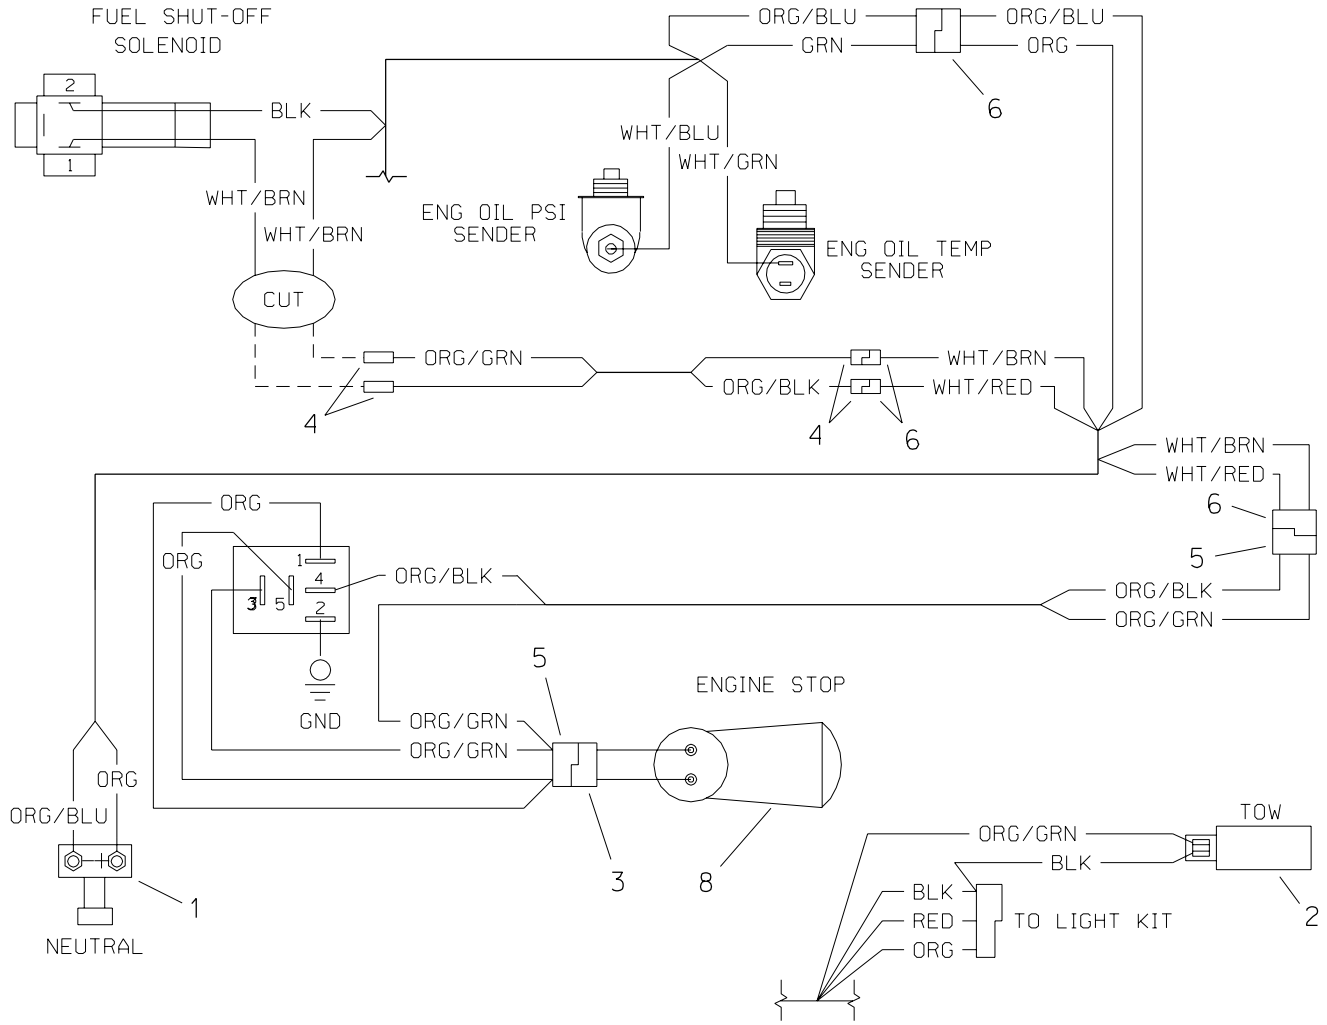 FUEL SHUT-OFF
SOLENOID
ORG/BLU
ORG/BLU
GRN
ORG
2
BLK
6
WHT/BLU
1
WHT/GRN
WHT/BRN
ENG OIL PSI
SENDER
WHT/BRN
ENG OIL TEMP
SENDER
CUT
ORG/GRN
WHT/BRN
ORG/BLK
WHT/RED
4
4
6
WHT/BRN
WHT/RED
ORG
6
ORG
1
5
4
ORG/BLK
ORG/BLK
3
5
2
ORG/GRN
5
ENGINE STOP
GND
ORG/GRN
ORG/GRN
ORG
ORG/BLU
TOW
ORG/GRN
BLK
3
8
BLK
1
2
RED
TO LIGHT KIT
NEUTRAL
ORG